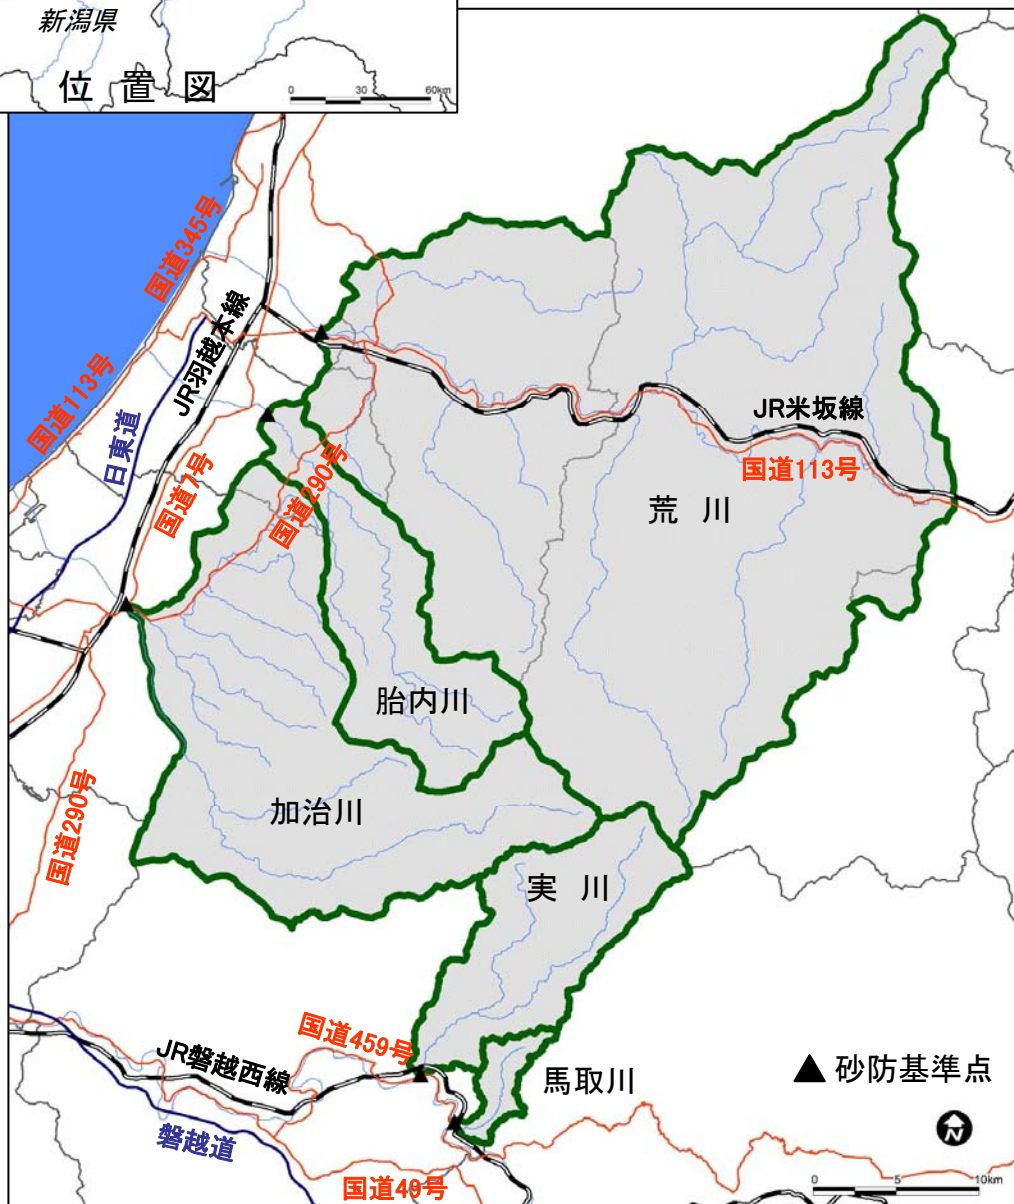 新潟県
位置図
0 30 60km
国道345号
JR羽越本線
国道113号
日東道
国道7号
国道290号
JR米坂線
国道113号
荒川
胎内川
加治川
国道290号
実川
国道459号
JR磐越西線
馬取川
▲砂防基準点
磐越道
N
国道49号
0 5 10km